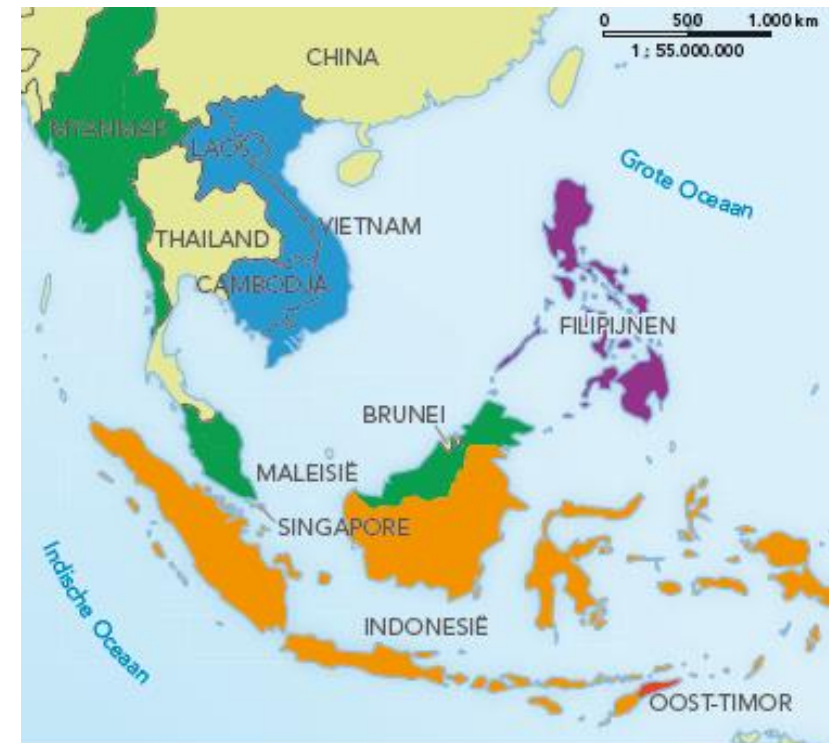 0 500 1.000 km
1 : 55.000.000
CHINA
MYANMAR
LAOS
Grote Oceaan
VIETNAM
THAILAND
CAMBODJA
FILIPIJNEN
BRUNEI
MALEISIË
SINGAPORE
Indische Oceaan
INDONESIË
OOST-TIMOR